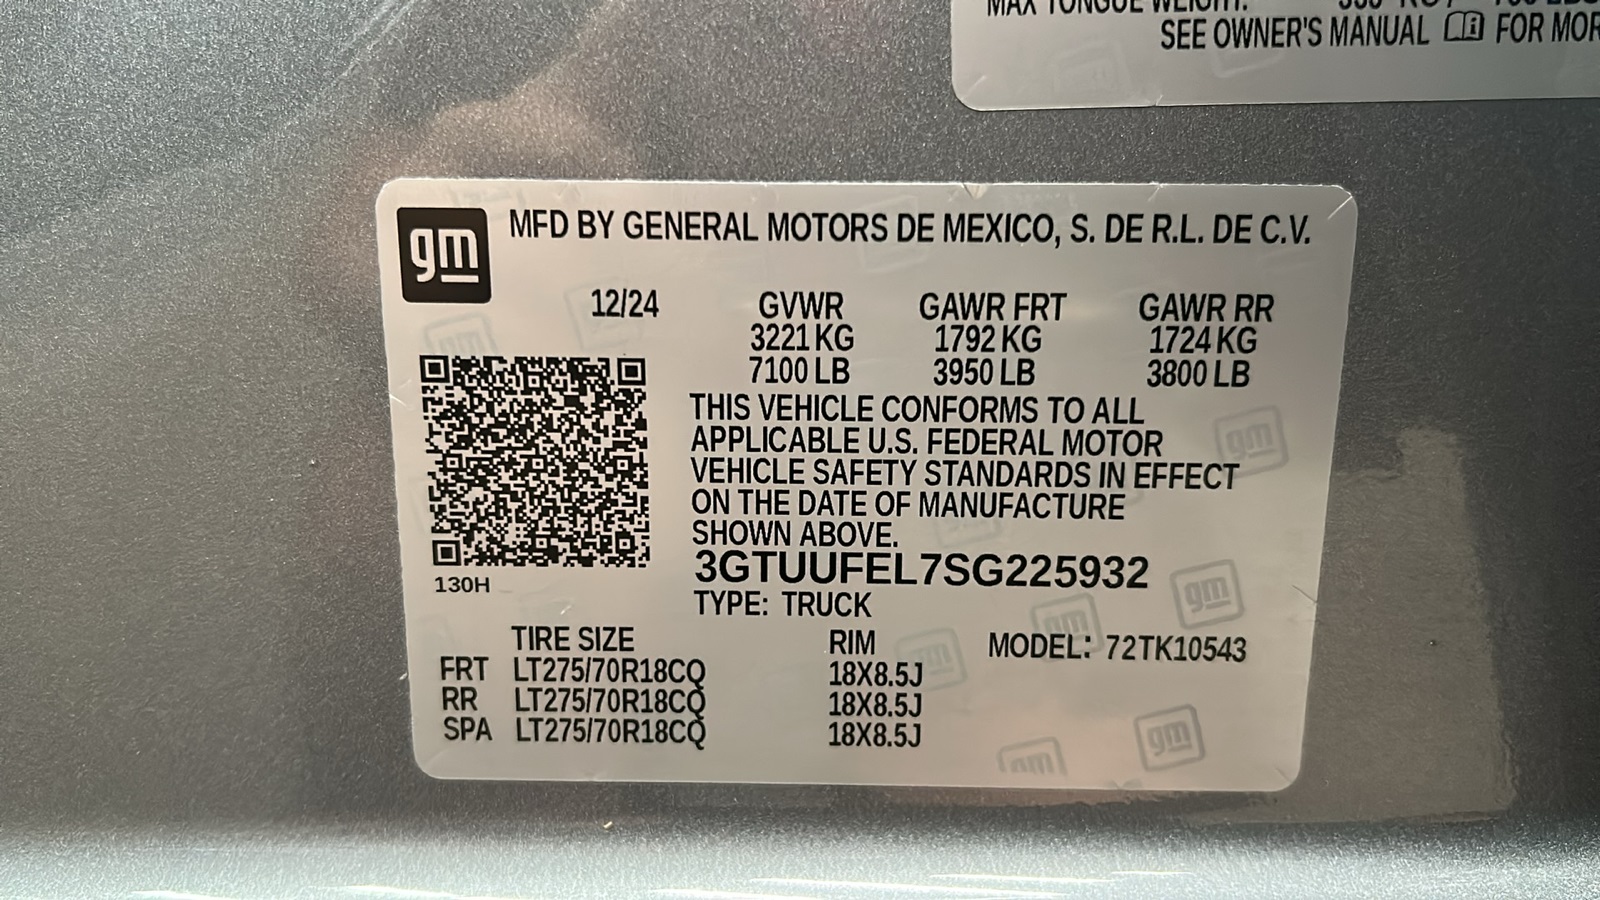 MAX TONGUE WEIGHT:
SEE OWNER'S MANUAL FOR MOR
gm
MFD BY GENERAL MOTORS DE MEXICO, S. DE R.L. DE C.V.
12/24 GVWR GAWR FRT GAWR RR
3221 KG 1792 KG 1724 KG
7100 LB 3950 LB 3800 LB
THIS VEHICLE CONFORMS TO ALL
APPLICABLE U.S. FEDERAL MOTOR
VEHICLE SAFETY STANDARDS IN EFFECT
ON THE DATE OF MANUFACTURE
SHOWN ABOVE.
3GTUUFEL7SG225932
130H
TYPE: TRUCK
TIRE SIZE RIM MODEL: 72TK10543
FRT LT275/70R18CQ 18X8.5J
RR LT275/70R18CQ 18X8.5J
SPA LT275/70R18CQ 18X8.5J